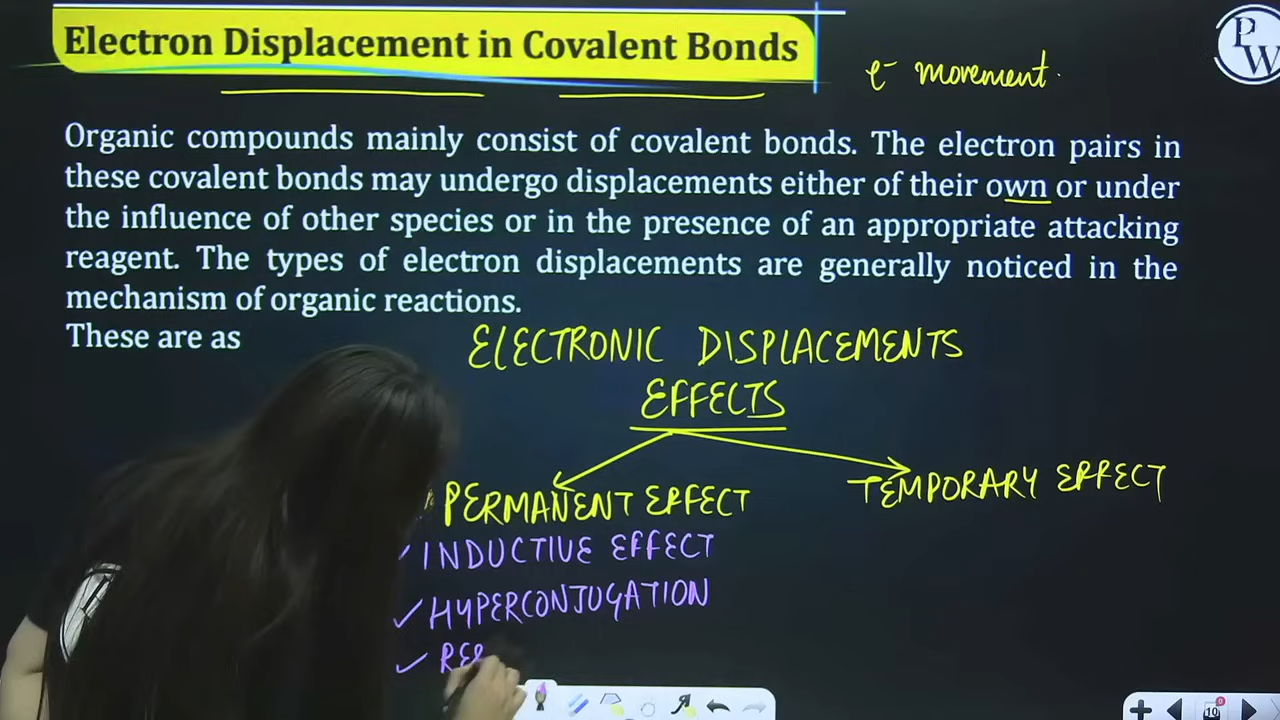 Electron Displacement in Covalent Bonds
PW
e⁻ movement.
Organic compounds mainly consist of covalent bonds. The electron pairs in
these covalent bonds may undergo displacements either of their own or under
the influence of other species or in the presence of an appropriate attacking
reagent. The types of electron displacements are generally noticed in the
mechanism of organic reactions.
These are as
ELECTRONIC DISPLACEMENTS
EFFECTS
PERMANENT EFFECT
TEMPORARY EFFECT
INDUCTIVE EFFECT
HYPERCONJUGATION
10